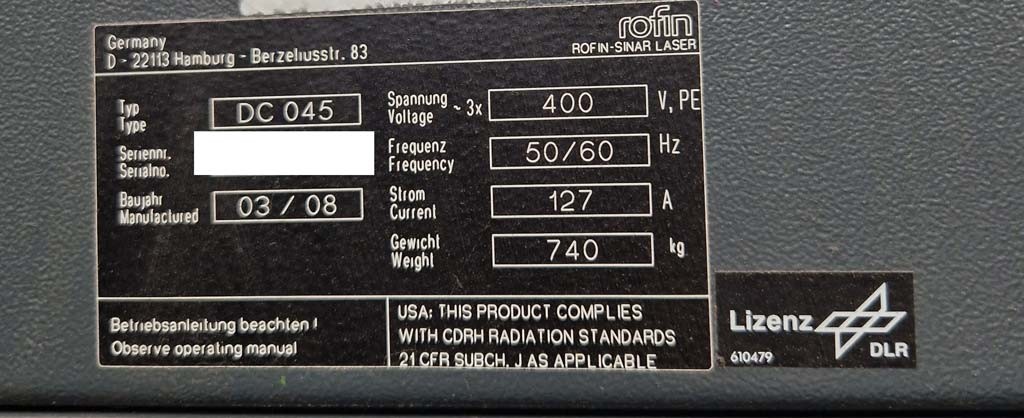 Germany
D - 22113 Hamburg - Berzeliusstr. 83
rofin
ROFIN-SINAR LASER
Typ
Type
DC 045
Seriennr.
Serialno.
Baujahr
Manufactured
03 / 08
Spannung
Voltage
~ 3x
400
V, PE
Frequenz
Frequency
50/60
Hz
Strom
Current
127
A
Gewicht
Weight
740
kg
Betriebsanleitung beachten !
Observe operating manual
USA: THIS PRODUCT COMPLIES
WITH CDRH RADIATION STANDARDS
21 CFR SUBCH. J AS APPLICABLE
Lizenz
610479
DLR